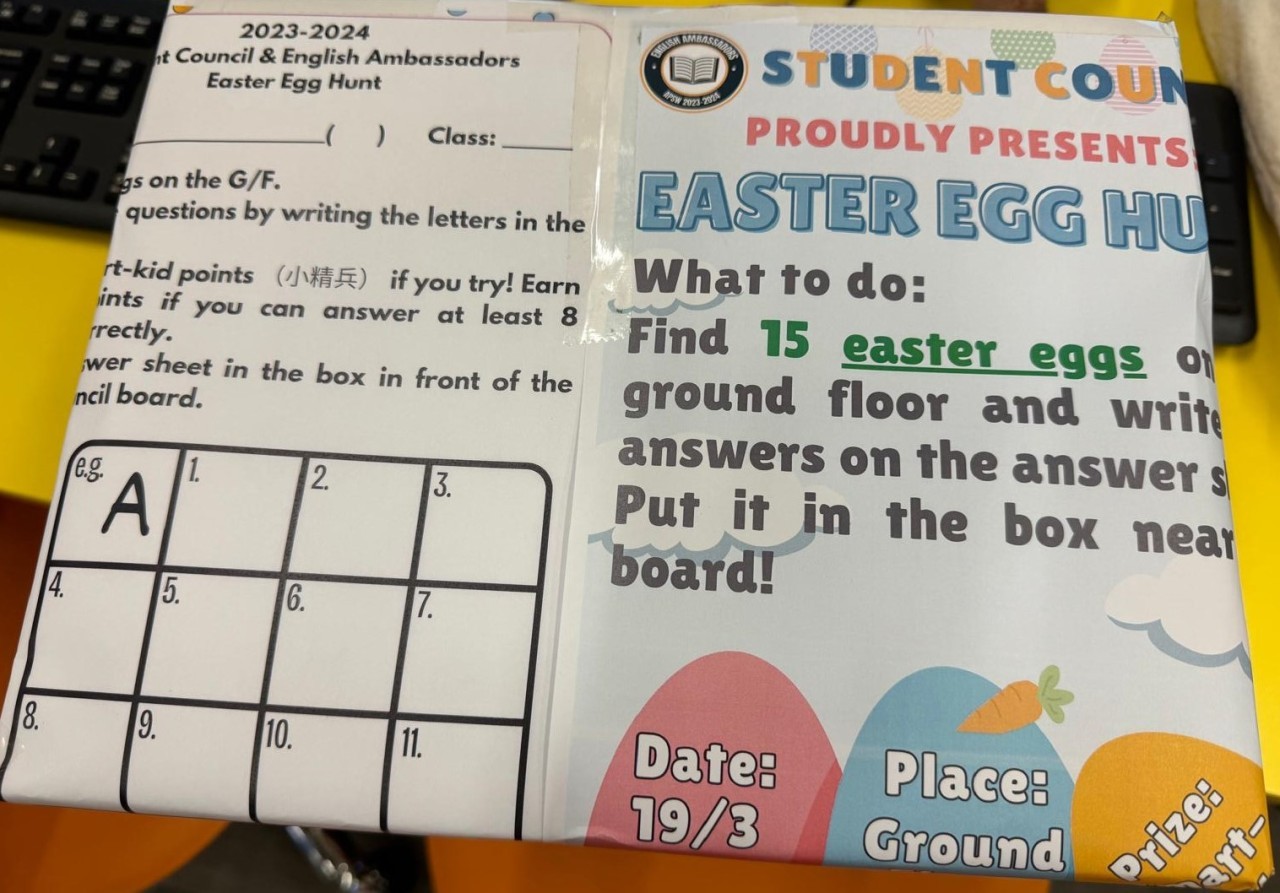 2023-2024
Council & English Ambassadors
Easter Egg Hunt
( ) Class:
on the G/F.
questions by writing the letters in the
points （小精兵） if you try! Earn
if you can answer at least 8
sheet in the box in front of the
board.
e.g. A 1. 2. 3.
4. 5. 6. 7.
8. 9. 10. 11.
ENGLISH AMBASSADORS
2023-2024
STUDENT COUN
PROUDLY PRESENTS:
EASTER EGG HU
What to do:
Find 15 easter eggs on
ground floor and write
answers on the answer s
Put it in the box near
board!
Date:
19/3
Place:
Ground
Prize:
art-